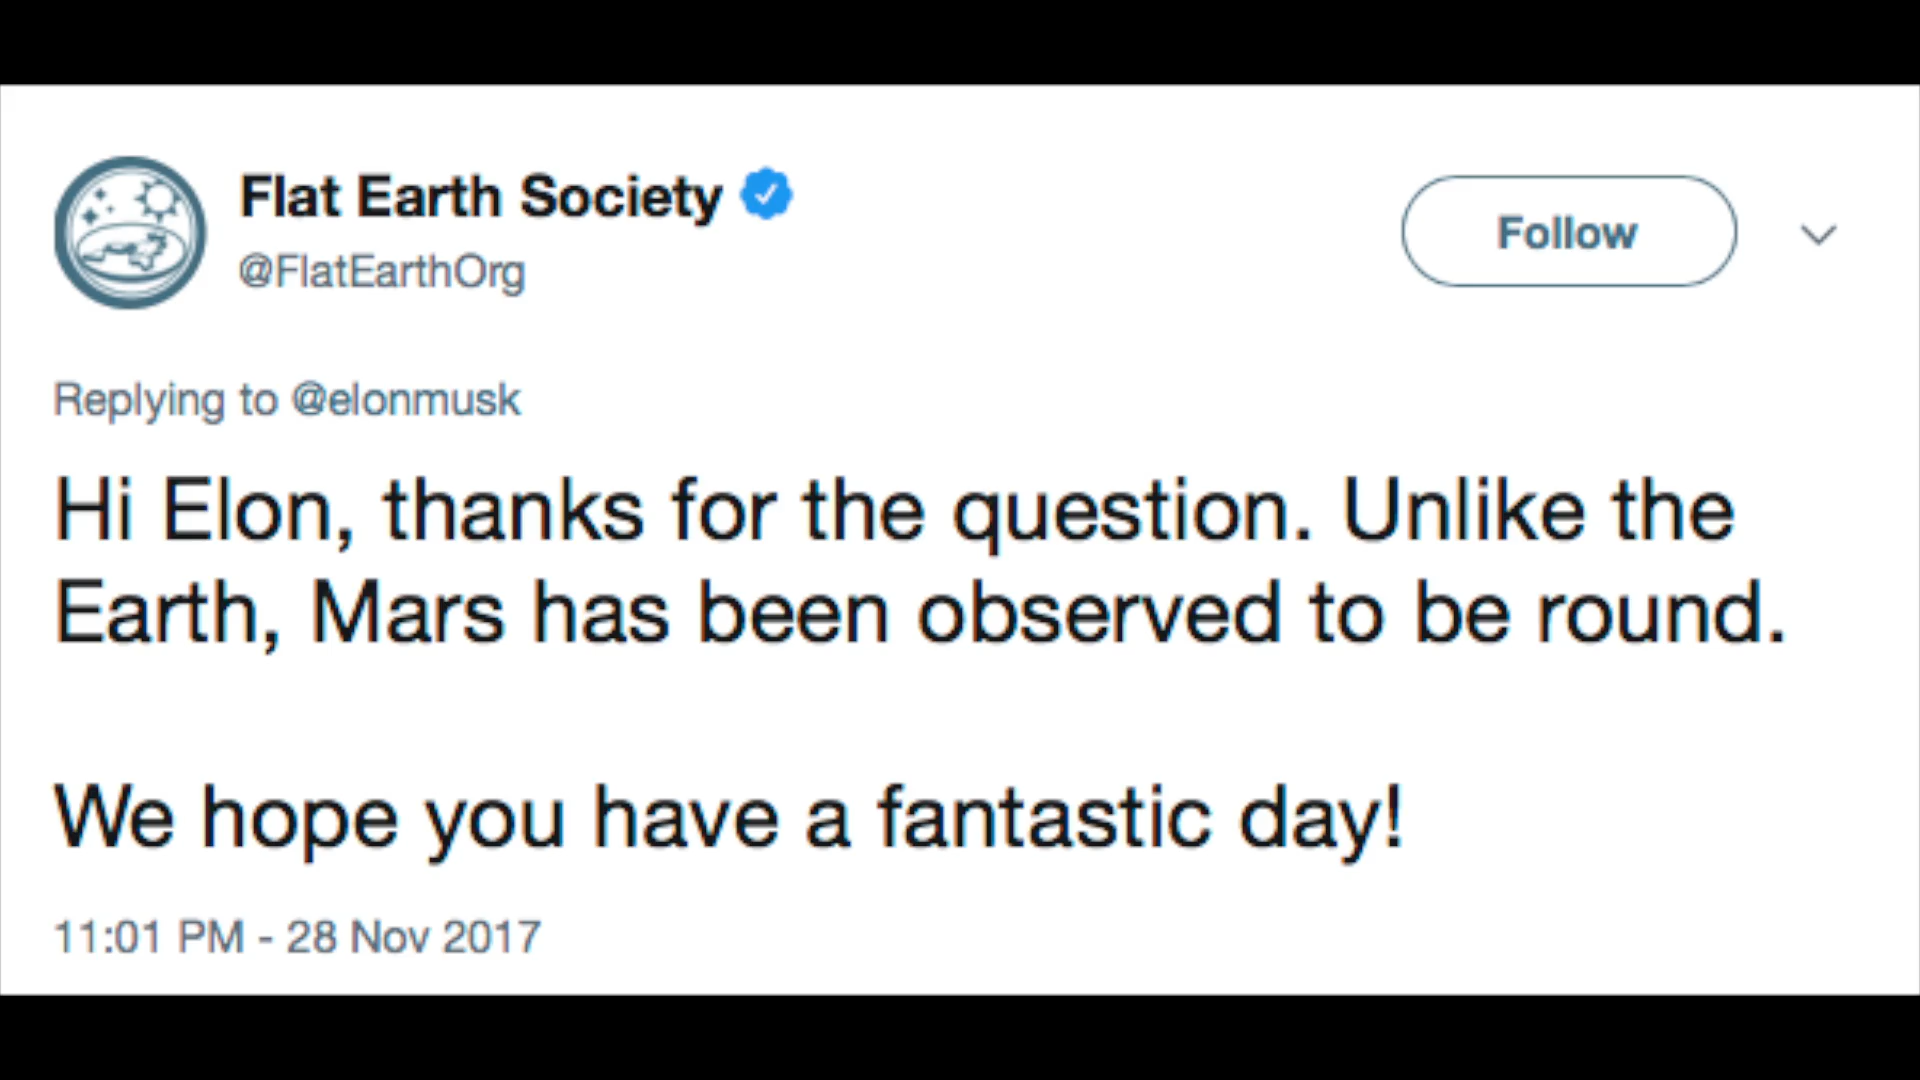 Flat Earth Society
@FlatEarthOrg
Follow
Replying to @elonmusk
Hi Elon, thanks for the question. Unlike the
Earth, Mars has been observed to be round.
We hope you have a fantastic day!
11:01 PM - 28 Nov 2017